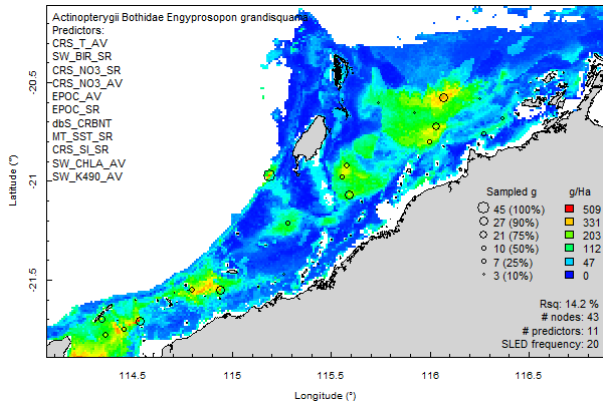 Actinopterygii Bothidae Engyprosopon grandisquama
Predictors:
CRS_T_AV
SW_BIR_SR
CRS_NO3_SR
CRS_NO3_AV
EPOC_AV
EPOC_SR
dbS_CRBNT
MT_SST_SR
CRS_SI_SR
SW_CHLA_AV
SW_K490_AV
-20.5
-21
-21.5
Latitude (°)
Sampled g g/Ha
45 (100%) 509
27 (90%) 331
21 (75%) 203
10 (50%) 112
7 (25%) 47
3 (10%) 0
Rsq: 14.2 %
# nodes: 43
# predictors: 11
SLED frequency: 20
114.5 115 115.5 116 116.5
Longitude (°)